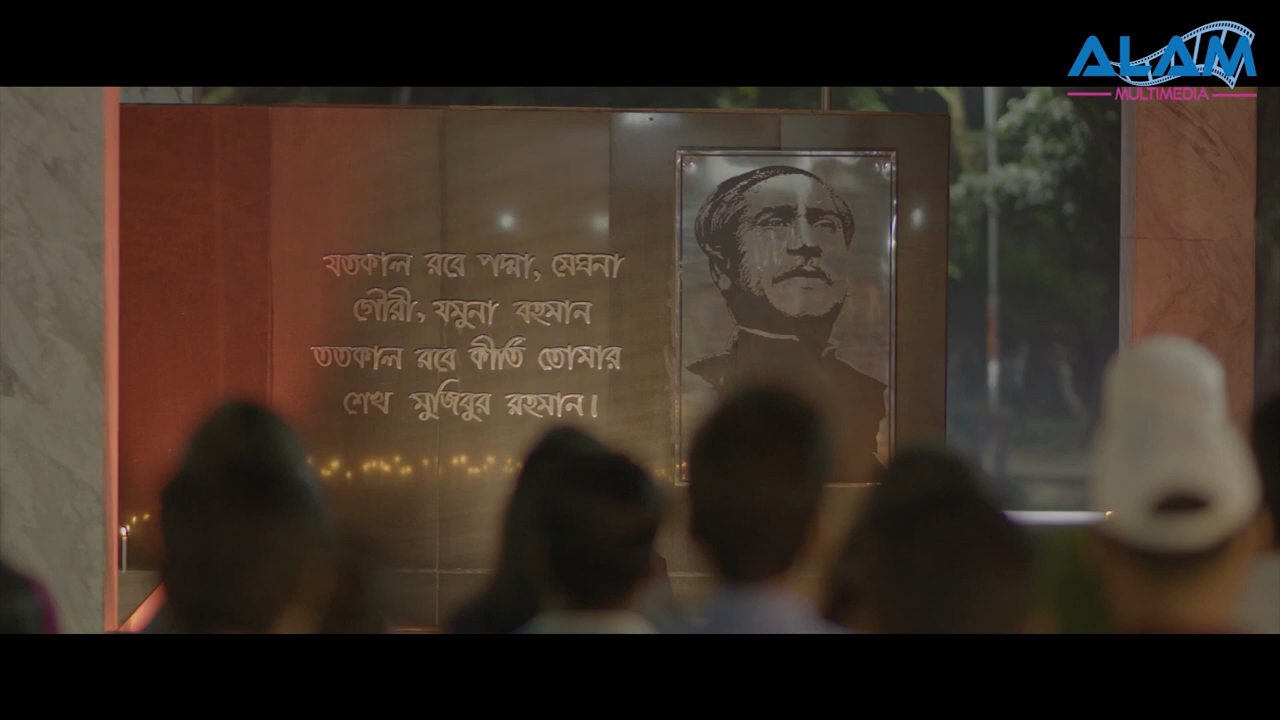 ALAM
MULTIMEDIA
যতকাল রবে পদ্মা, মেঘনা
গৌরী, যমুনা বহমান
ততকাল রবে কীর্তি তোমার
শেখ মুজিবুর রহমান।